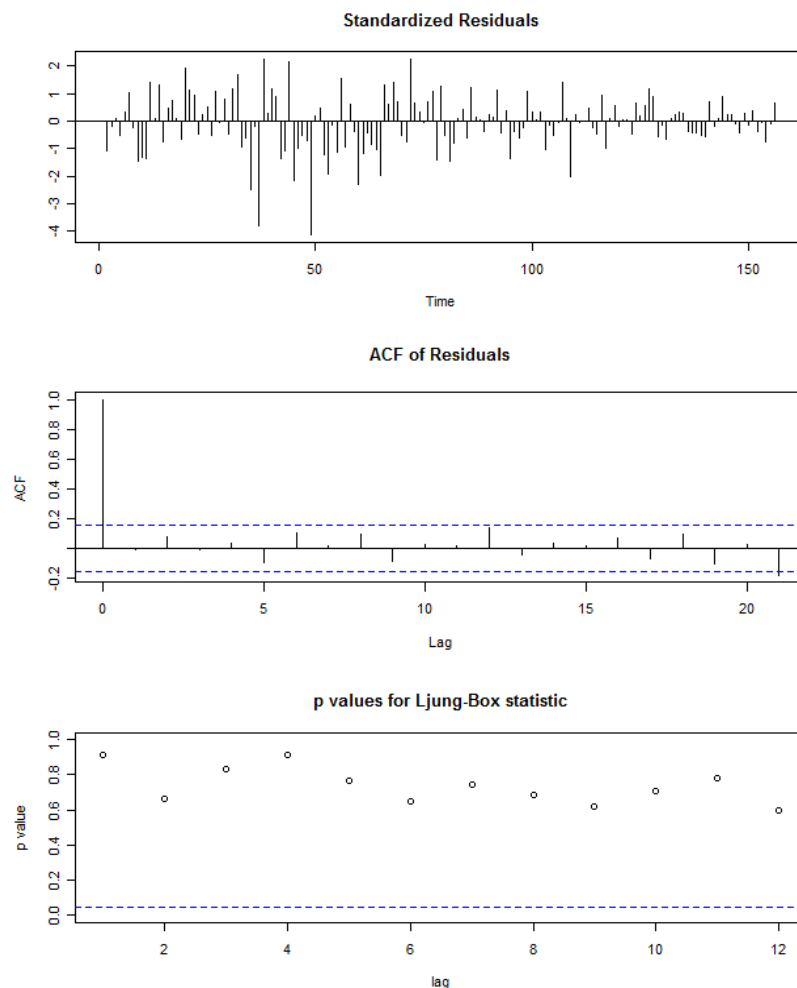 Standardized Residuals
2
1
0
-1
-2
-3
-4
0 50 100 150
Time
ACF of Residuals
ACF
1.0
0.8
0.6
0.4
0.2
-0.2
0 5 10 15 20
Lag
p values for Ljung-Box statistic
p value
1.0
0.8
0.6
0.4
0.2
0.0
2 4 6 8 10 12
lag